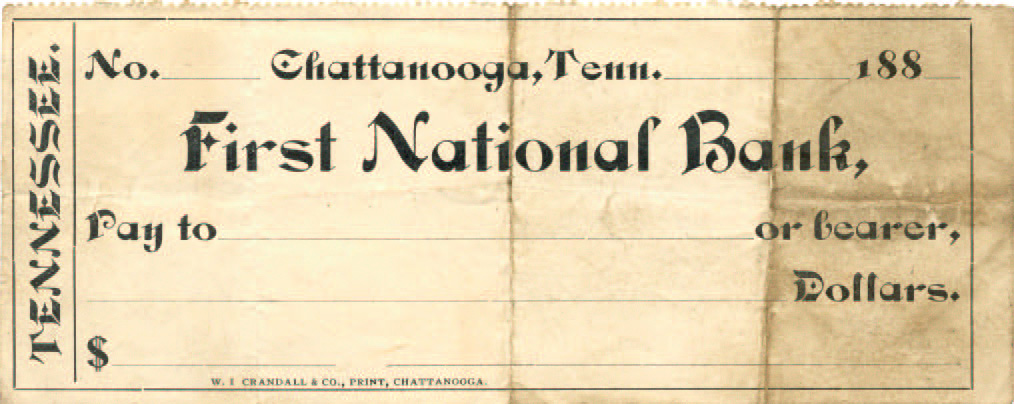 TENNESSEE.
No. Chattanooga, Tenn. 188
First National Bank,
Pay to or bearer,
Dollars.
$
W. I CRANDALL & CO., PRINT, CHATTANOOGA.